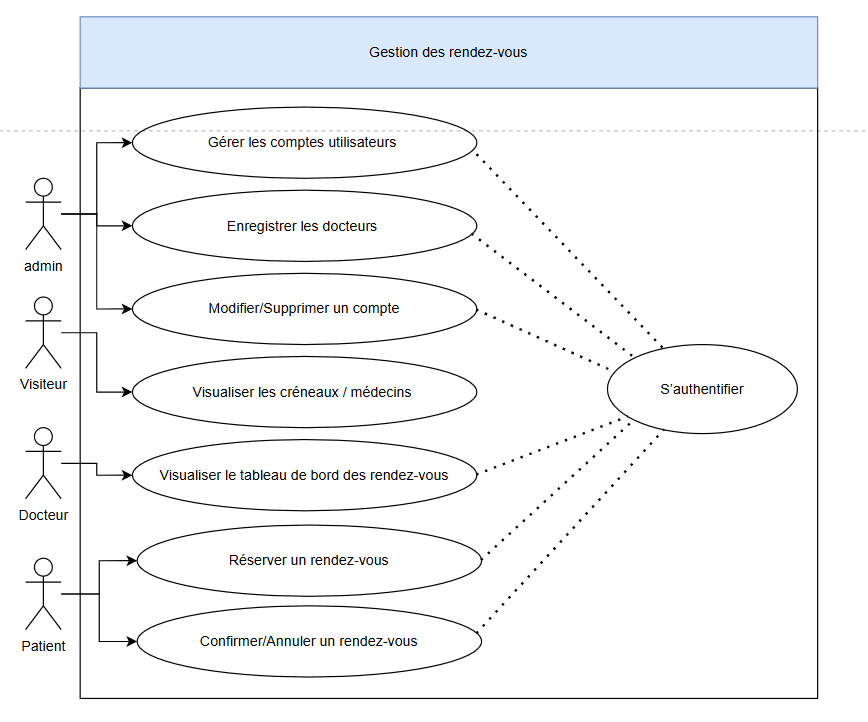 Gestion des rendez-vous
Gérer les comptes utilisateurs
Enregistrer les docteurs
admin
Modifier/Supprimer un compte
Visiteur
Visualiser les créneaux / médecins
S'authentifier
Visualiser le tableau de bord des rendez-vous
Docteur
Réserver un rendez-vous
Patient
Confirmer/Annuler un rendez-vous